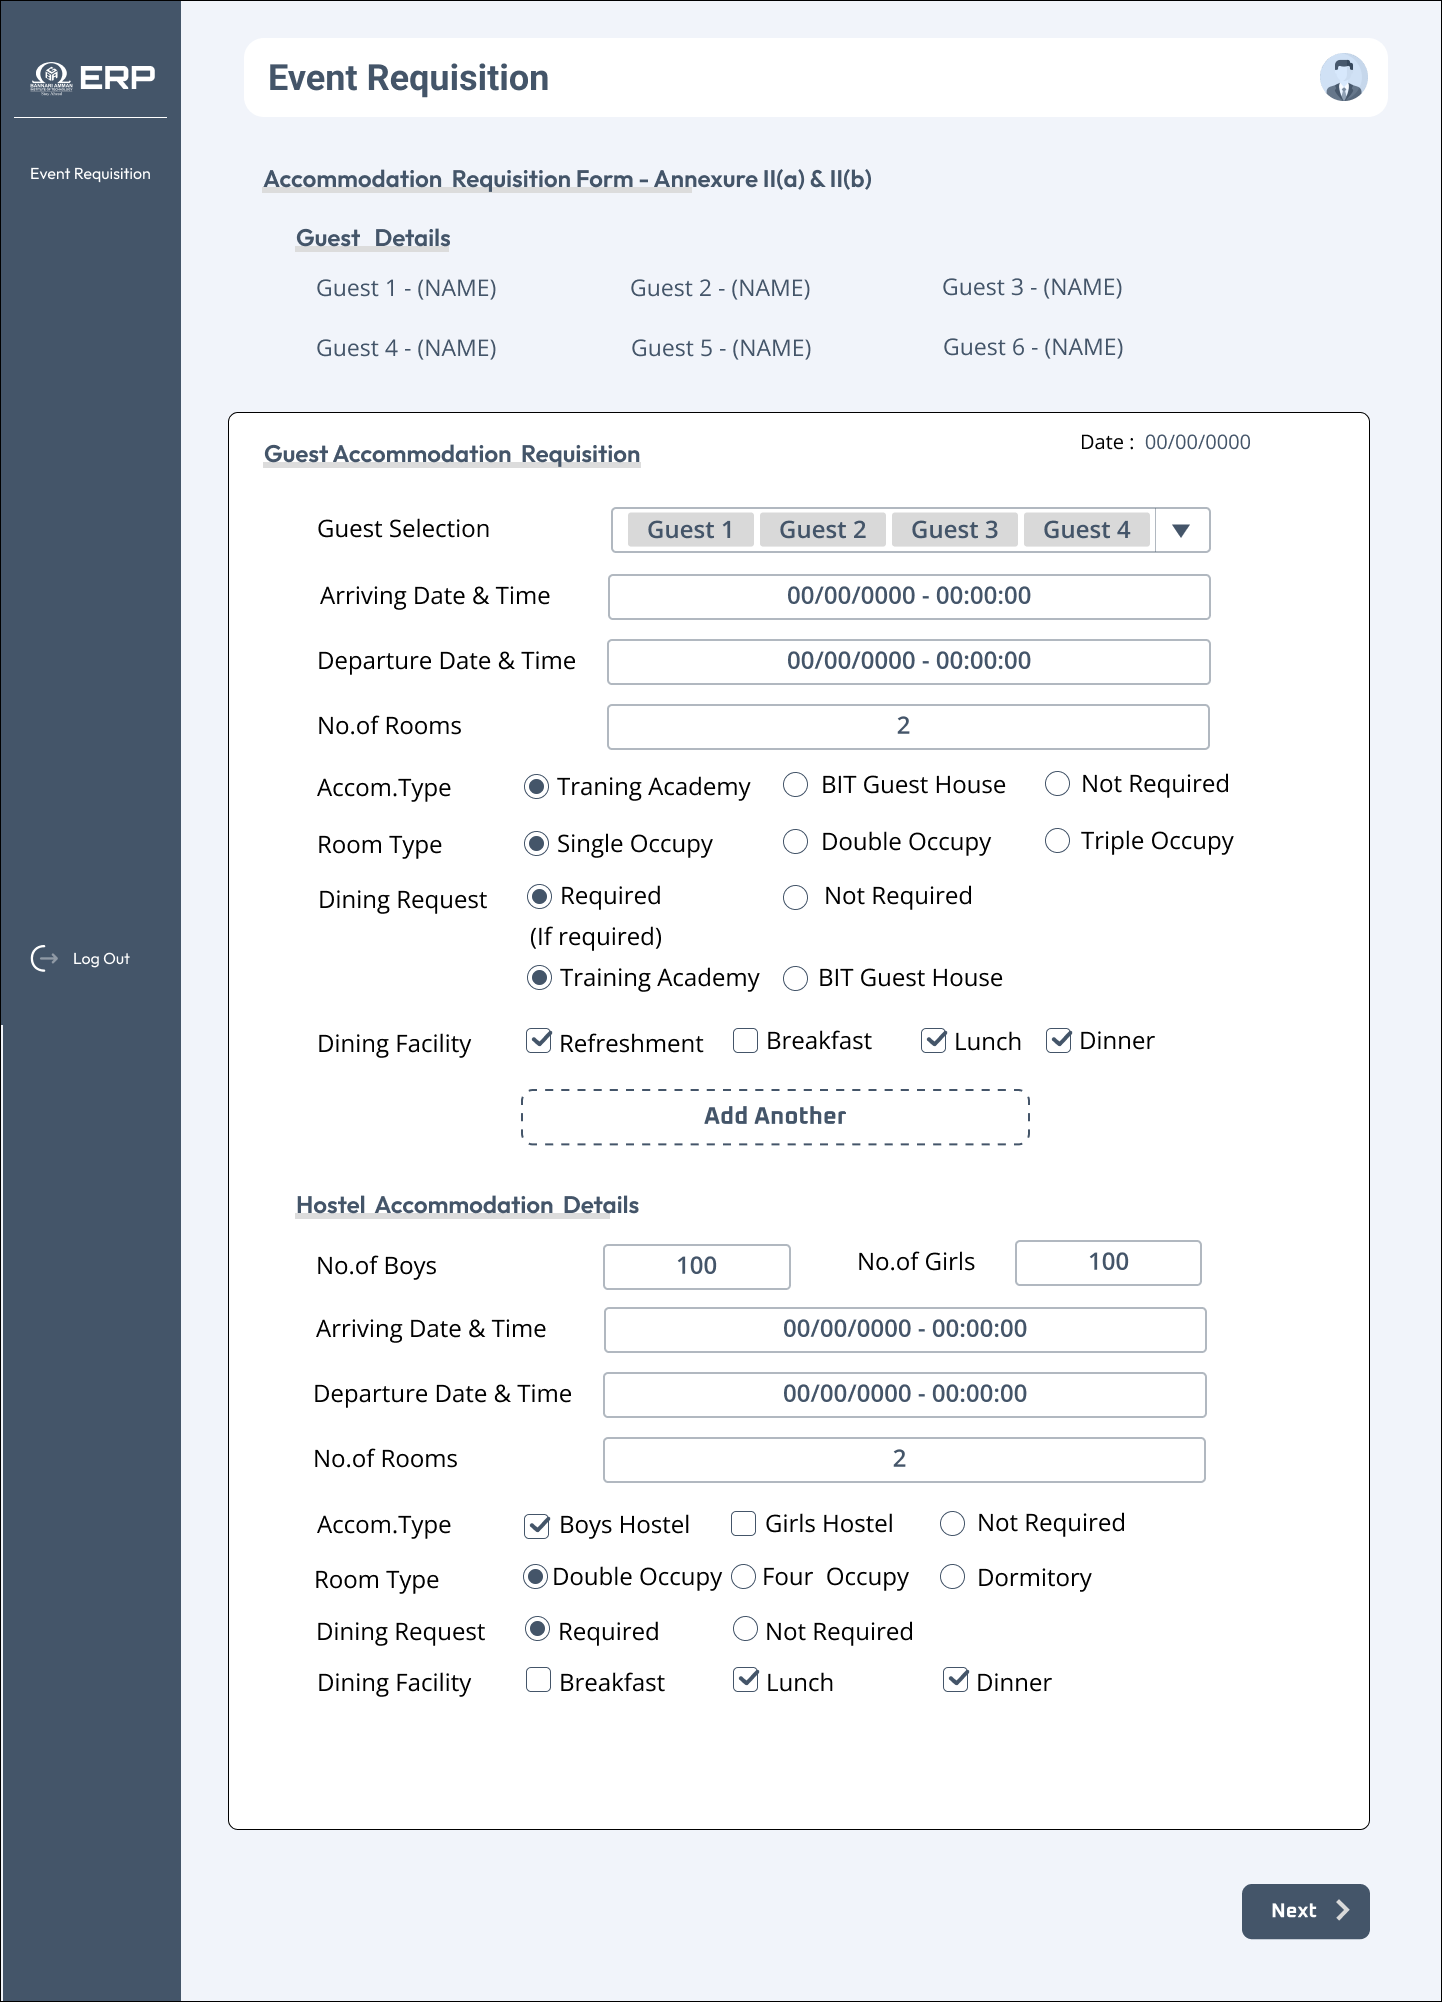 BANNARI AMMAN
INSTITUTE OF TECHNOLOGY
Stay Ahead
ERP
Event Requisition
Event Requisition
Accommodation Requisition Form - Annexure II(a) & II(b)
Guest Details
Guest 1 - (NAME) Guest 2 - (NAME) Guest 3 - (NAME)
Guest 4 - (NAME) Guest 5 - (NAME) Guest 6 - (NAME)
Guest Accommodation Requisition Date : 00/00/0000
Guest Selection Guest 1 Guest 2 Guest 3 Guest 4
Arriving Date & Time 00/00/0000 - 00:00:00
Departure Date & Time 00/00/0000 - 00:00:00
No.of Rooms 2
Accom.Type Traning Academy BIT Guest House Not Required
Room Type Single Occupy Double Occupy Triple Occupy
Dining Request Required Not Required
(If required)
Log Out
Training Academy BIT Guest House
Dining Facility Refreshment Breakfast Lunch Dinner
Add Another
Hostel Accommodation Details
No.of Boys 100 No.of Girls 100
Arriving Date & Time 00/00/0000 - 00:00:00
Departure Date & Time 00/00/0000 - 00:00:00
No.of Rooms 2
Accom.Type Boys Hostel Girls Hostel Not Required
Room Type Double Occupy Four Occupy Dormitory
Dining Request Required Not Required
Dining Facility Breakfast Lunch Dinner
Next